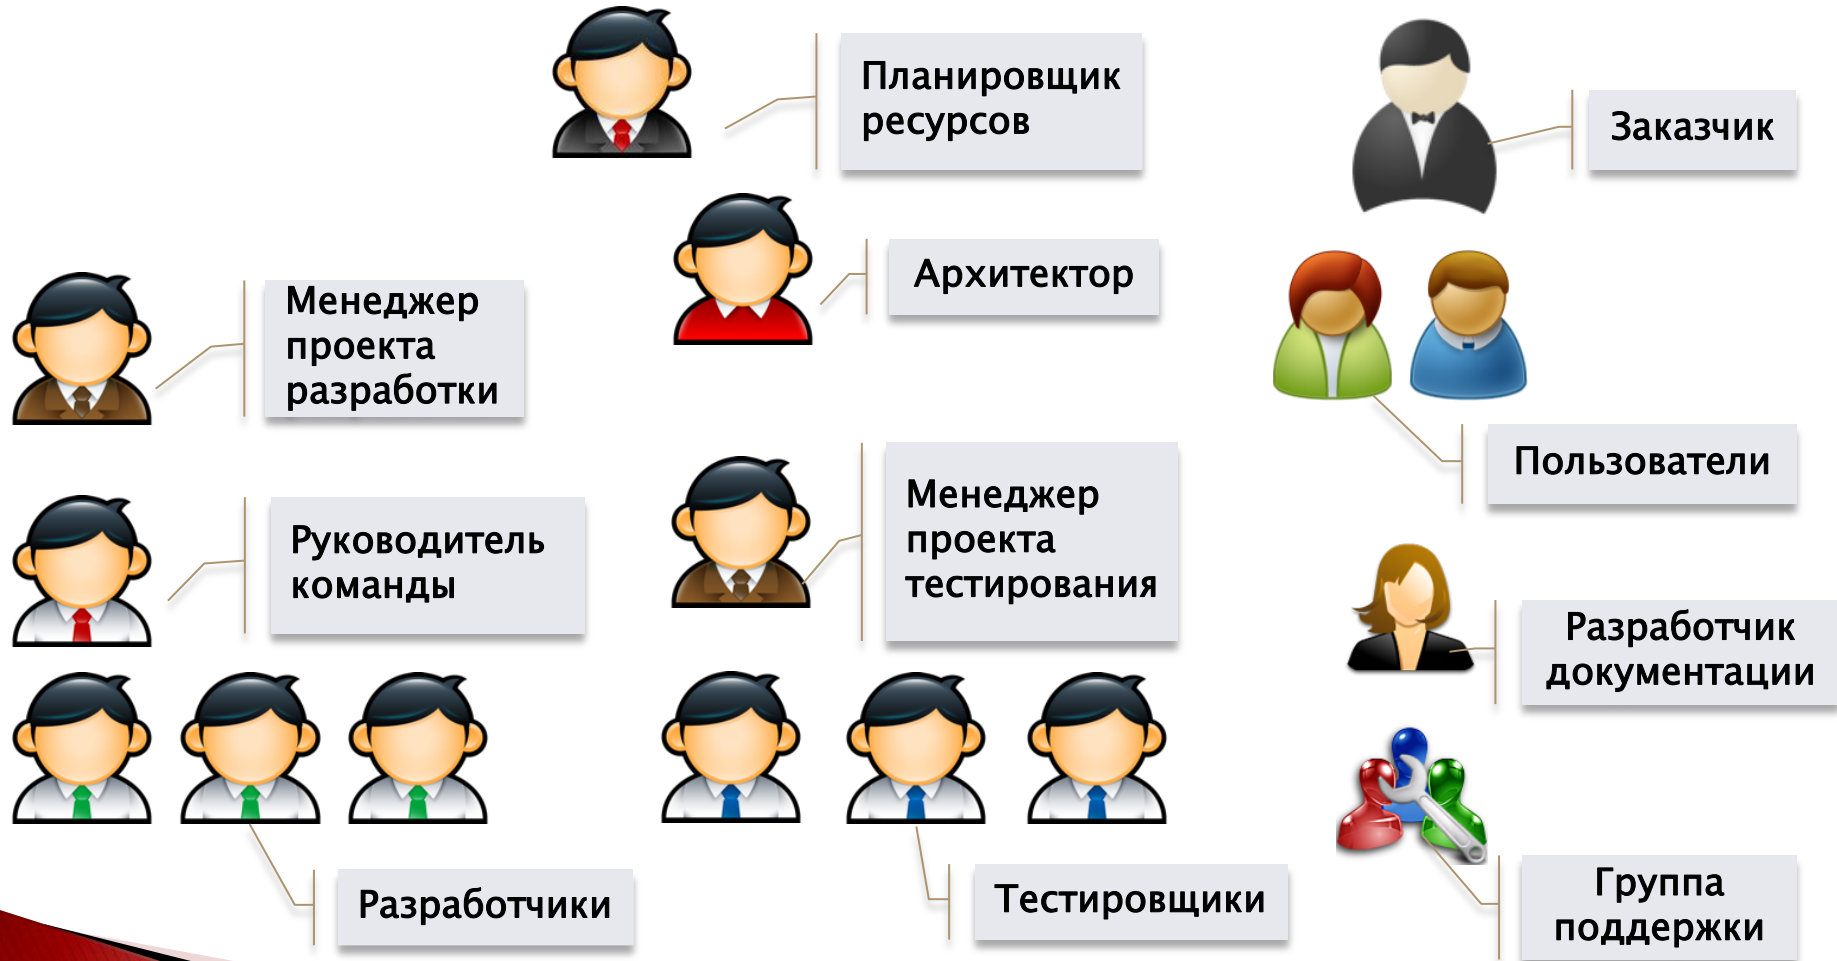 Планировщик
ресурсов
Заказчик
Архитектор
Менеджер
проекта
разработки
Пользователи
Менеджер
проекта
тестирования
Руководитель
команды
Разработчик
документации
Разработчики
Тестировщики
Группа
поддержки